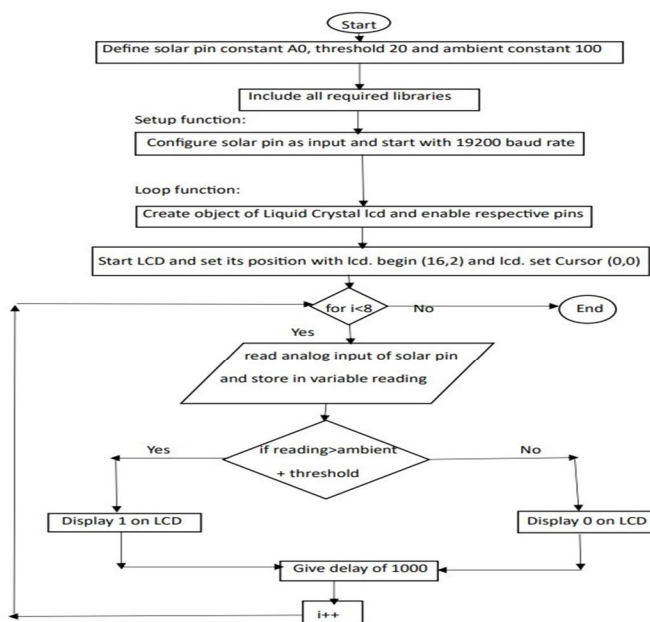 Start
Define solar pin constant A0, threshold 20 and ambient constant 100
Include all required libraries
Setup function:
Configure solar pin as input and start with 19200 baud rate
Loop function:
Create object of Liquid Crystal lcd and enable respective pins
Start LCD and set its position with lcd. begin (16,2) and lcd. set Cursor (0,0)
for i<8
No
End
Yes
read analog input of solar pin
and store in variable reading
if reading>ambient
+ threshold
Yes
No
Display 1 on LCD
Display 0 on LCD
Give delay of 1000
i++